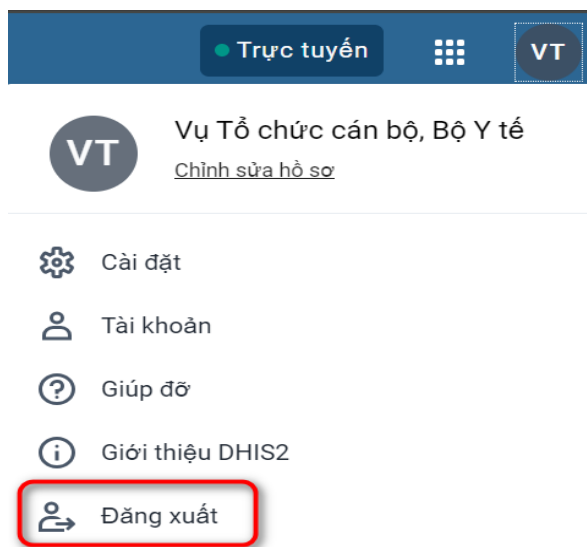 Trực tuyến
VT
VT
Vụ Tổ chức cán bộ, Bộ Y tế
Chỉnh sửa hồ sơ
Cài đặt
Tài khoản
Giúp đỡ
Giới thiệu DHIS2
Đăng xuất